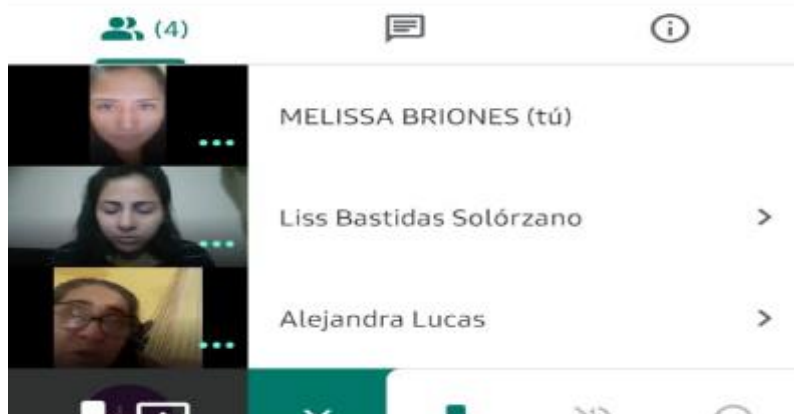 (4)
MELISSA BRIONES (tú)
Liss Bastidas Solórzano
Alejandra Lucas